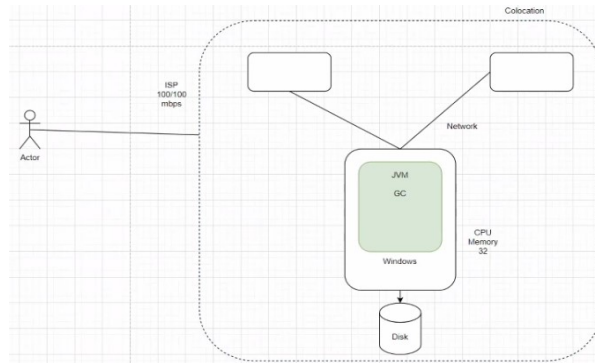 Colocation
ISP
100/100
mbps
Actor
Network
JVM
GC
CPU
Memory
32
Windows
Disk